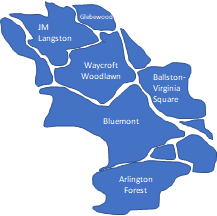 Glebewood
JM
Langston
Waycroft
Woodlawn
Ballston-
Virginia
Square
Bluemont
Arlington
Forest